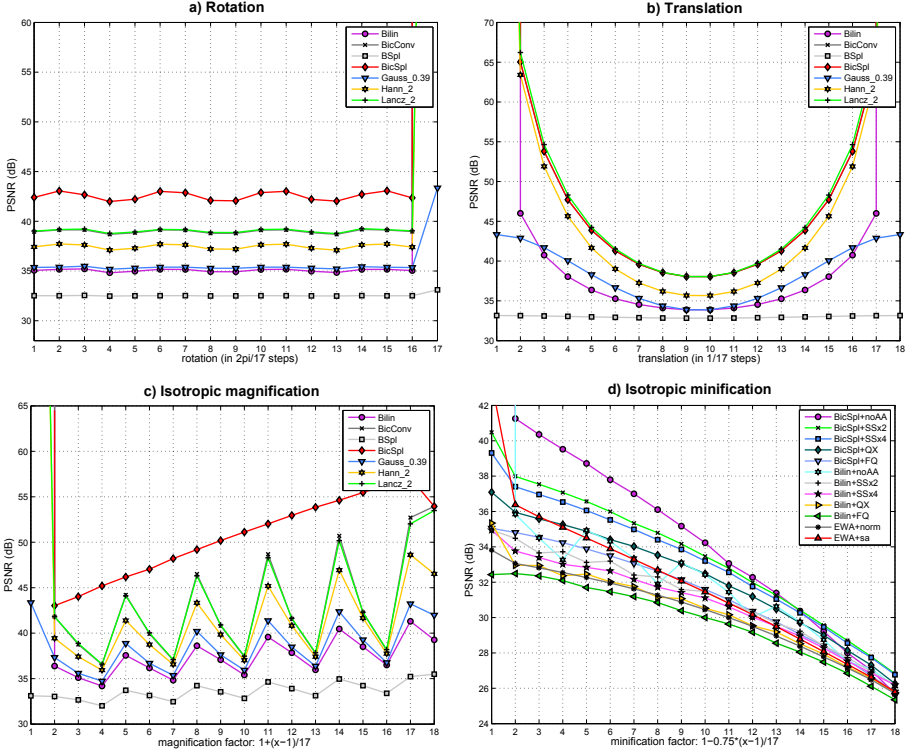 a) Rotation
60
55
50
45
40
35
30
PSNR (dB)
1 2 3 4 5 6 7 8 9 10 11 12 13 14 15 16 17
rotation (in 2pi/17 steps)
Bilin
BicConv
BSpl
BicSpl
Gauss_0.39
Hann_2
Lancz_2
b) Translation
70
65
60
55
50
45
40
35
30
PSNR (dB)
1 2 3 4 5 6 7 8 9 10 11 12 13 14 15 16 17 18
translation (in 1/17 steps)
Bilin
BicConv
BSpl
BicSpl
Gauss_0.39
Hann_2
Lancz_2
c) Isotropic magnification
65
60
55
50
45
40
35
30
PSNR (dB)
1 2 3 4 5 6 7 8 9 10 11 12 13 14 15 16 17 18
magnification factor: 1+(x−1)/17
Bilin
BicConv
BSpl
BicSpl
Gauss_0.39
Hann_2
Lancz_2
d) Isotropic minification
42
40
38
36
34
32
30
28
26
24
PSNR (dB)
1 2 3 4 5 6 7 8 9 10 11 12 13 14 15 16 17 18
minification factor: 1−0.75*(x−1)/17
BicSpl+noAA
BicSpl+SSx2
BicSpl+SSx4
BicSpl+QX
BicSpl+FQ
Bilin+noAA
Bilin+SSx2
Bilin+SSx4
Bilin+QX
Bilin+FQ
EWA+norm
EWA+sa